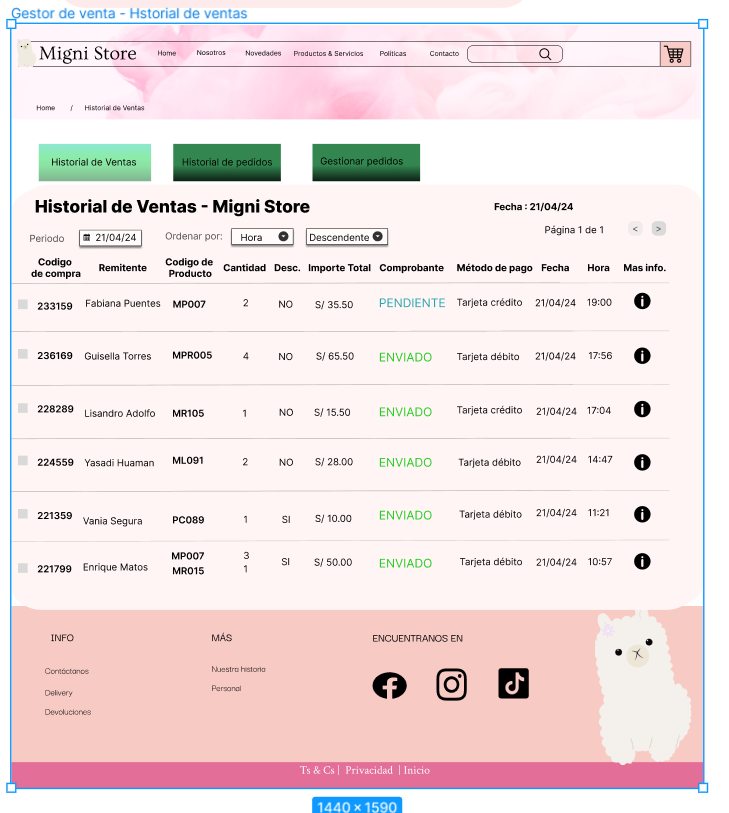 Gestor de venta - Hstorial de ventas
Migni Store Home Nosotros Novedades Productos & Servicios Políticas Contacto
Home / Historial de Ventas
Historial de Ventas Historial de pedidos Gestionar pedidos
Historial de Ventas - Migni Store Fecha : 21/04/24
Periodo 21/04/24 Ordenar por: Hora Descendente Página 1 de 1 < >
Codigo de compra Remitente Codigo de Producto Cantidad Desc. Importe Total Comprobante Método de pago Fecha Hora Mas info.
233159 Fabiana Puentes MP007 2 NO S/ 35.50 PENDIENTE Tarjeta crédito 21/04/24 19:00
236169 Guisella Torres MPR005 4 NO S/ 65.50 ENVIADO Tarjeta débito 21/04/24 17:56
228289 Lisandro Adolfo MR105 1 NO S/ 15.50 ENVIADO Tarjeta crédito 21/04/24 17:04
224559 Yasadi Huaman ML091 2 NO S/ 28.00 ENVIADO Tarjeta débito 21/04/24 14:47
221359 Vania Segura PC089 1 SI S/ 10.00 ENVIADO Tarjeta crédito 21/04/24 11:21
221799 Enrique Matos MP007 3 SI S/ 50.00 ENVIADO Tarjeta débito 21/04/24 10:57
MR015 1
INFO MÁS ENCUENTRANOS EN
Contáctanos Nuestra historia
Delivery Personal
Devoluciones
Ts & Cs | Privacidad | Inicio
1440 × 1590